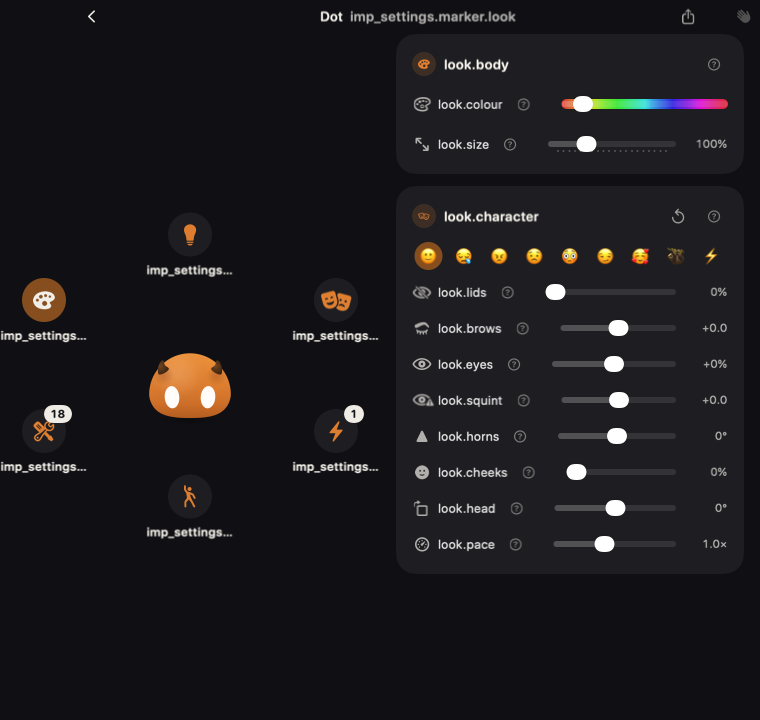 Dot imp_settings.marker.look
look.body
look.colour
look.size 100%
look.character
look.lids 0%
look.brows +0.0
look.eyes +0%
look.squint +0.0
look.horns 0°
look.cheeks 0%
look.head 0°
look.pace 1.0×
imp_settings...
imp_settings...
imp_settings...
18
imp_settings...
1
imp_settings...
imp_settings...